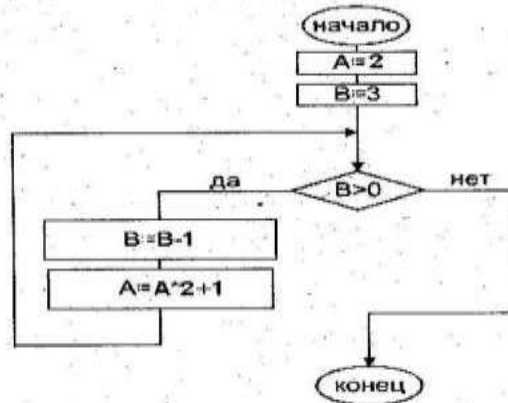 начало
A:=2
B:=3
B>0
да
нет
B:=B-1
A:=A^2+1
конец